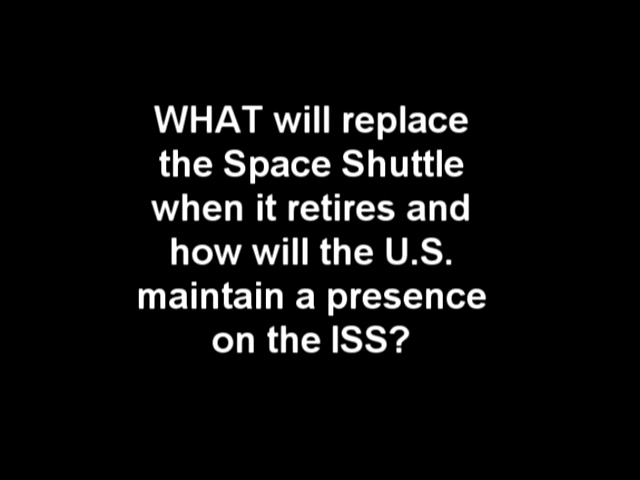 WHAT will replace
the Space Shuttle
when it retires and
how will the U.S.
maintain a presence
on the ISS?